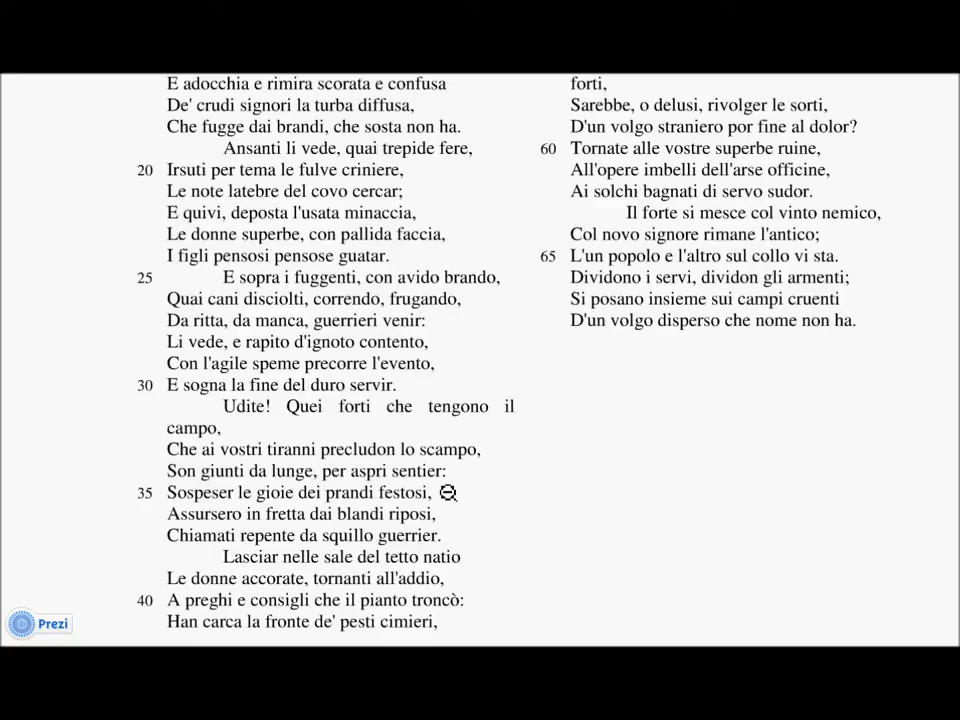 E adocchia e rimira scorata e confusa
De' crudi signori la turba diffusa,
Che fugge dai brandi, che sosta non ha.
Ansanti li vede, quai trepide fere,
20 Irsuti per tema le fulve criniere,
Le note latebre del covo cercar;
E quivi, deposta l'usata minaccia,
Le donne superbe, con pallida faccia,
I figli pensosi pensose guatar.
25 E sopra i fuggenti, con avido brando,
Quai cani disciolti, correndo, frugando,
Da ritta, da manca, guerrieri venir:
Li vede, e rapito d'ignoto contento,
Con l'agile speme precorre l'evento,
30 E sogna la fine del duro servir.
Udite! Quei forti che tengono il
campo,
Che ai vostri tiranni precludon lo scampo,
Son giunti da lunge, per aspri sentier:
35 Sospeser le gioie dei prandi festosi,
Assursero in fretta dai blandi riposi,
Chiamati repente da squillo guerrier.
Lasciar nelle sale del tetto natio
Le donne accorate, tornanti all'addio,
40 A preghi e consigli che il pianto troncò:
Han carca la fronte de' pesti cimieri,
forti,
Sarebbe, o delusi, rivolger le sorti,
D'un volgo straniero por fine al dolor?
60 Tornate alle vostre superbe ruine,
All'opere imbelli dell'arse officine,
Ai solchi bagnati di servo sudor.
Il forte si mesce col vinto nemico,
Col novo signore rimane l'antico;
65 L'un popolo e l'altro sul collo vi sta.
Dividono i servi, dividon gli armenti;
Si posano insieme sui campi cruenti
D'un volgo disperso che nome non ha.
Prezi